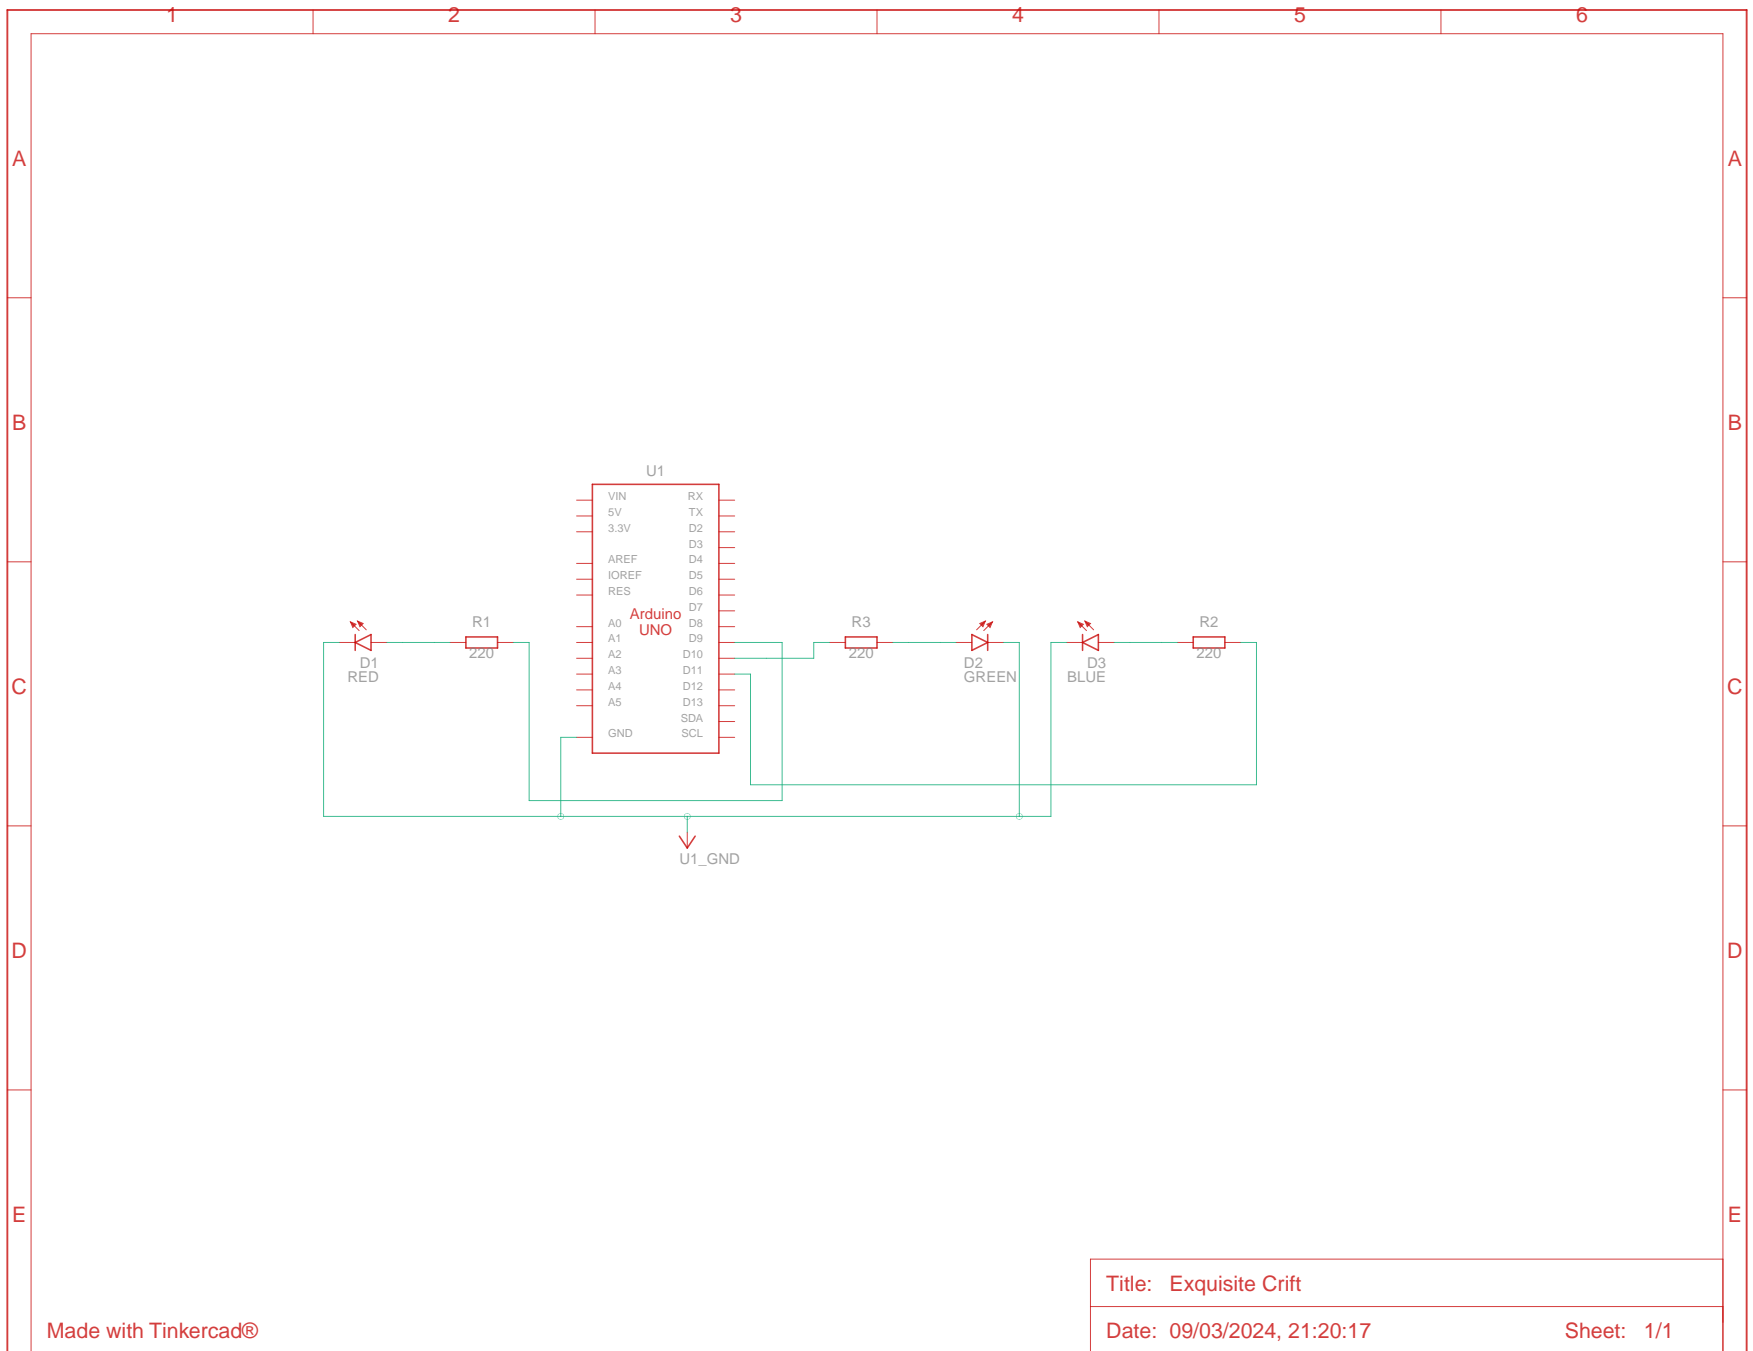 1 2 3 4 5 6
A A
B B
U1
VIN RX
5V TX
3.3V D2
D3
AREF D4
IOREF D5
RES D6
D7
Arduino
UNO
A0 D8
A1 D9
A2 D10
A3 D11
A4 D12
A5 D13
SDA
GND SCL
R1
220
D1
RED
R3
220
D2
GREEN
D3
BLUE
R2
220
C C
U1_GND
D D
E E
Title: Exquisite Crift
Made with Tinkercad®
Date: 09/03/2024, 21:20:17 Sheet: 1/1